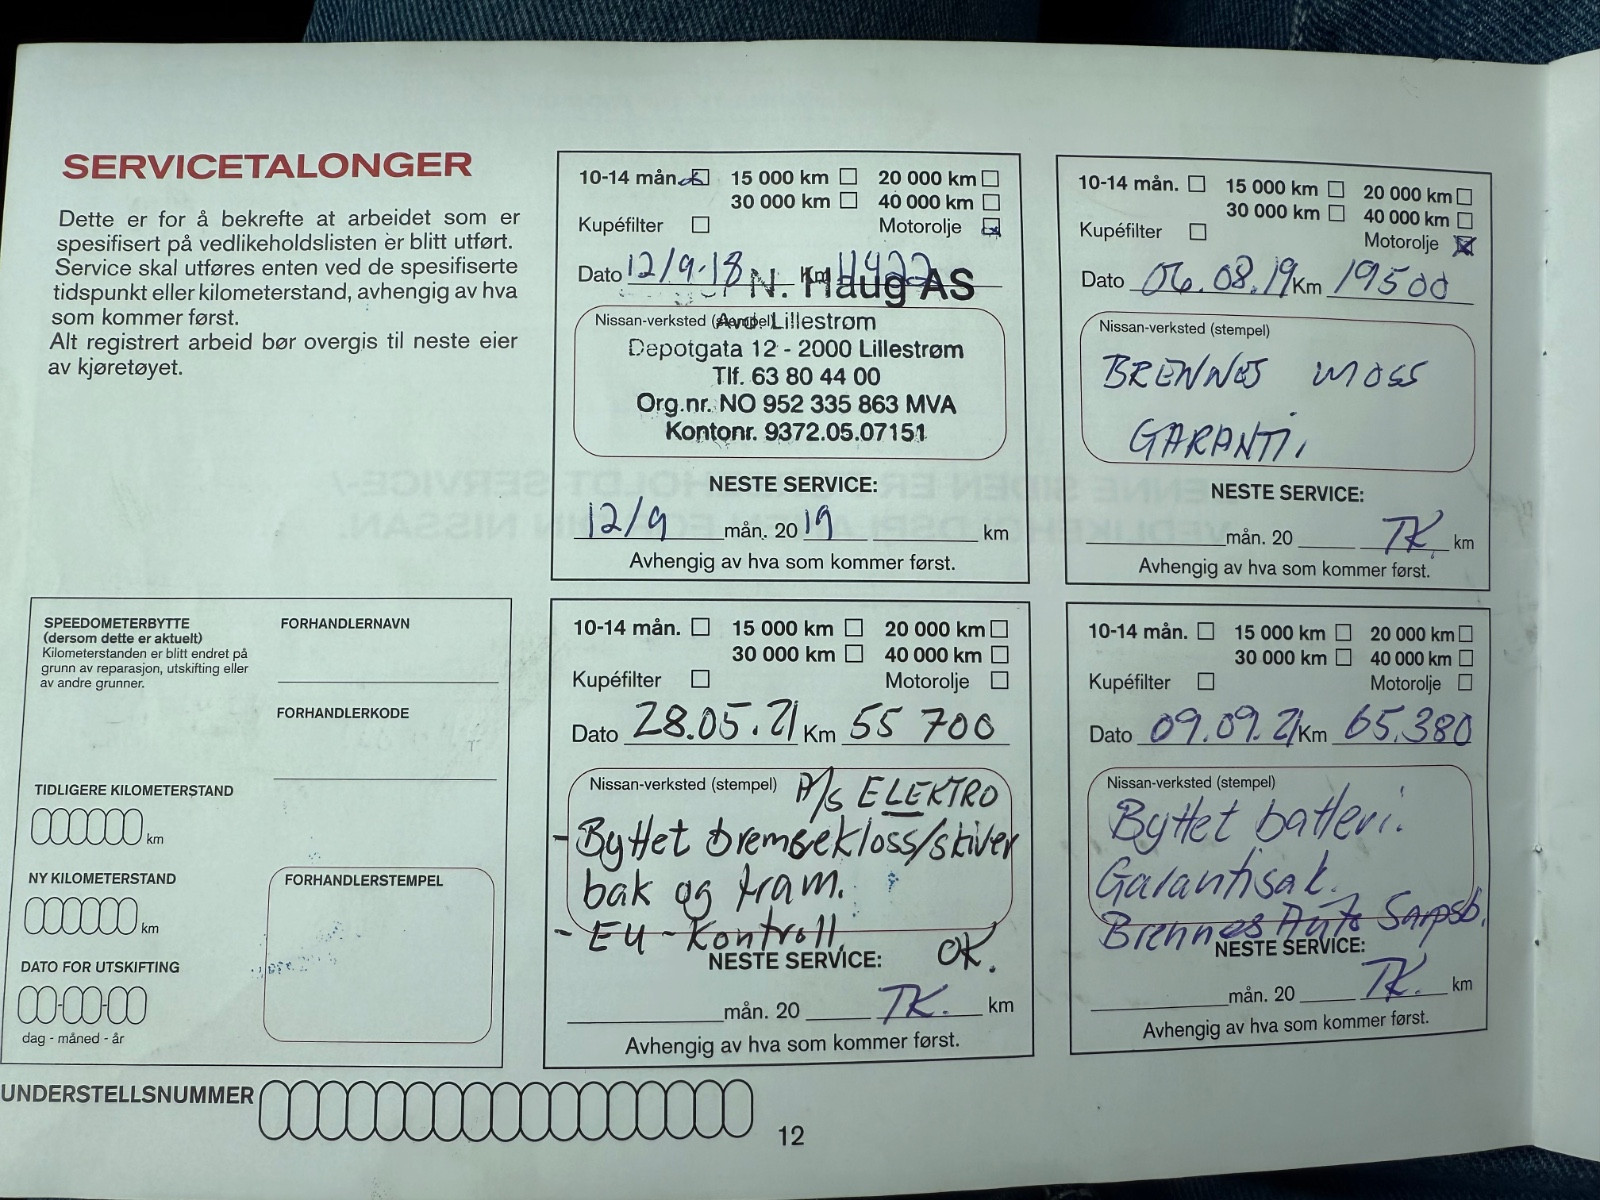 SERVICETALONGER
Dette er for å bekrefte at arbeidet som er
spesifisert på vedlikeholdslisten er blitt utført.
Service skal utføres enten ved de spesifiserte
tidspunkt eller kilometerstand, avhengig av hva
som kommer først.
Alt registrert arbeid bør overgis til neste eier
av kjøretøyet.
10-14 mån. 15 000 km 20 000 km
30 000 km 40 000 km
Kupéfilter Motorolje
Dato 12/9-18 Km 11422
N. Haug AS
Nissan-verksted (stempel)
Avd. Lillestrøm
Depotgata 12 - 2000 Lillestrøm
Tlf. 63 80 44 00
Org.nr. NO 952 335 863 MVA
Kontonr. 9372.05.07151
NESTE SERVICE:
12/9 mån. 20 19 km
Avhengig av hva som kommer først.
10-14 mån. 15 000 km 20 000 km
30 000 km 40 000 km
Kupéfilter Motorolje
Dato 06.08.19 Km 19500
Nissan-verksted (stempel)
BRENNES MOSS
GARANTI.
NESTE SERVICE:
mån. 20 TK. km
Avhengig av hva som kommer først.
SPEEDOMETERBYTTE
(dersom dette er aktuelt)
Kilometerstanden er blitt endret på
grunn av reparasjon, utskifting eller
av andre grunner.
FORHANDLERNAVN
FORHANDLERKODE
TIDLIGERE KILOMETERSTAND
km
NY KILOMETERSTAND
km
DATO FOR UTSKIFTING
dag - måned - år
FORHANDLERSTEMPEL
10-14 mån. 15 000 km 20 000 km
30 000 km 40 000 km
Kupéfilter Motorolje
Dato 28.05.21 Km 55 700
Nissan-verksted (stempel) A/S ELEKTRO
- Byttet bremsekloss/skiver
bak og fram.
- EU-Kontroll.
NESTE SERVICE: OK.
mån. 20 TK. km
Avhengig av hva som kommer først.
10-14 mån. 15 000 km 20 000 km
30 000 km 40 000 km
Kupéfilter Motorolje
Dato 09.09.21 Km 65.380
Nissan-verksted (stempel)
Byttet batteri.
Garantisak.
Brennes Auto Sarpsb.
NESTE SERVICE:
mån. 20 TK. km
Avhengig av hva som kommer først.
UNDERSTELLSNUMMER
12